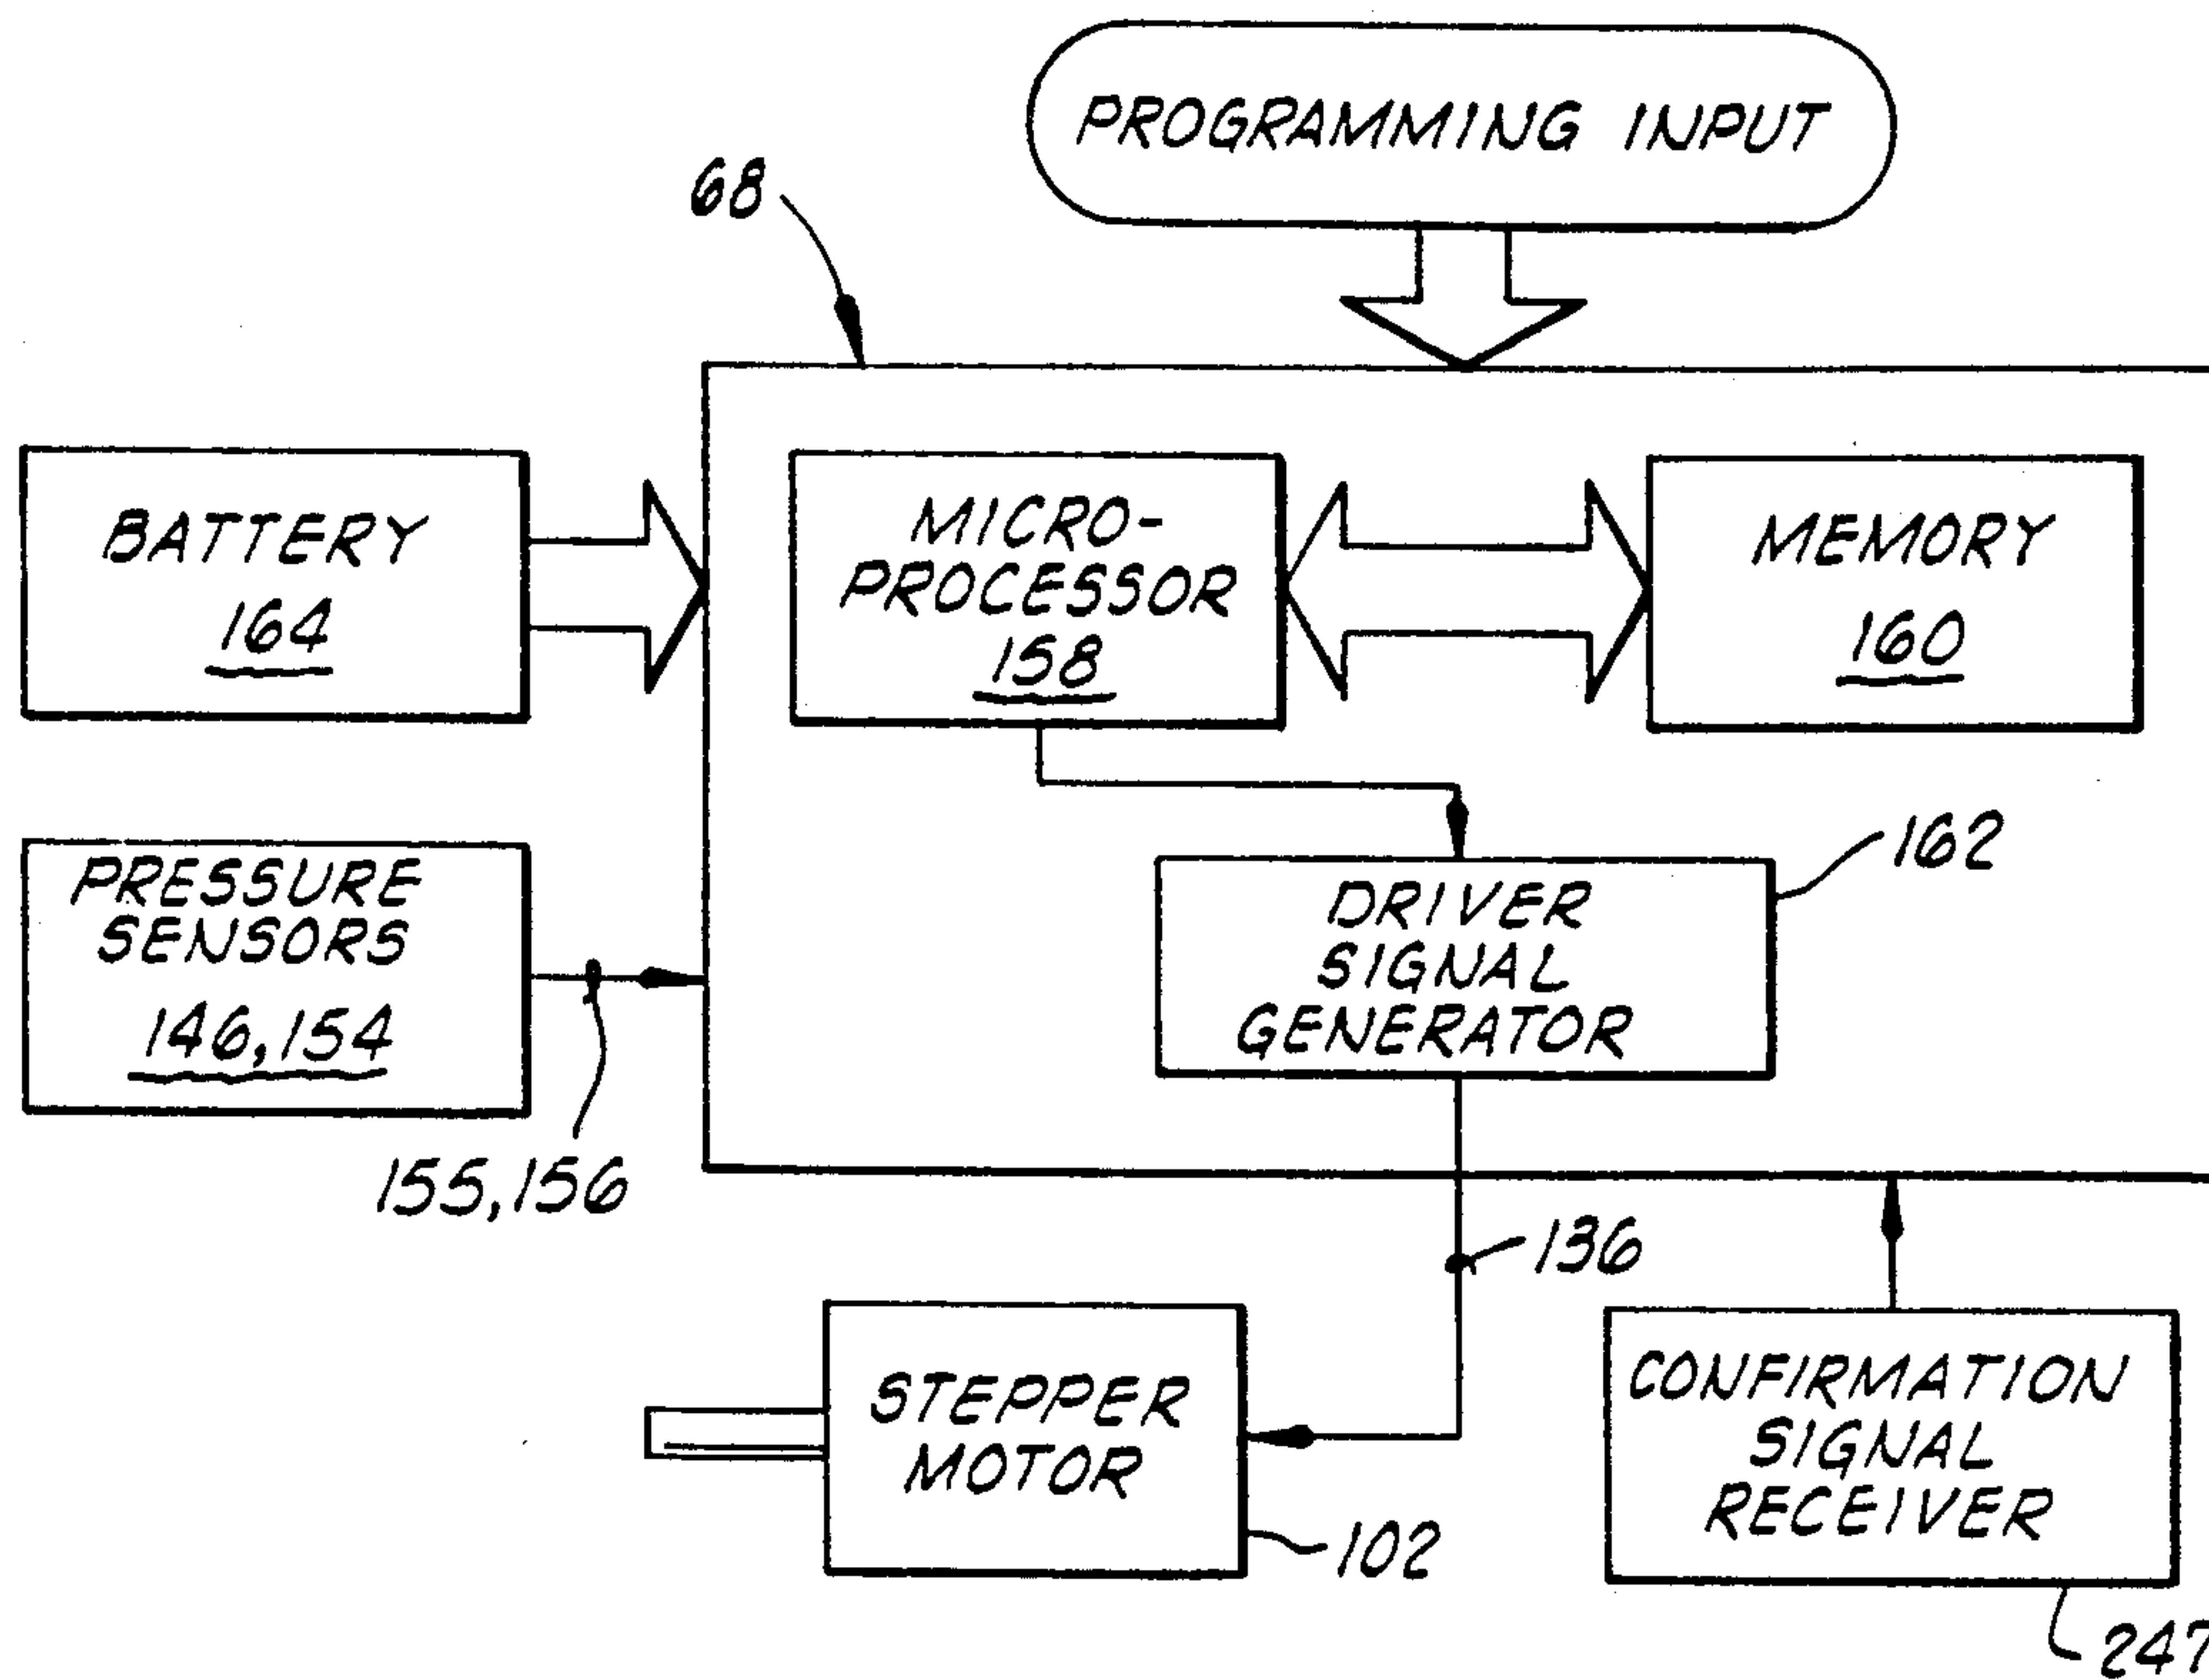 PROGRAMMING INPUT
68
BATTERY
164
MICRO-
PROCESSOR
158
MEMORY
160
PRESSURE
SENSORS
146, 154
155, 156
DRIVER
SIGNAL
GENERATOR
162
136
STEPPER
MOTOR
102
CONFIRMATION
SIGNAL
RECEIVER
247